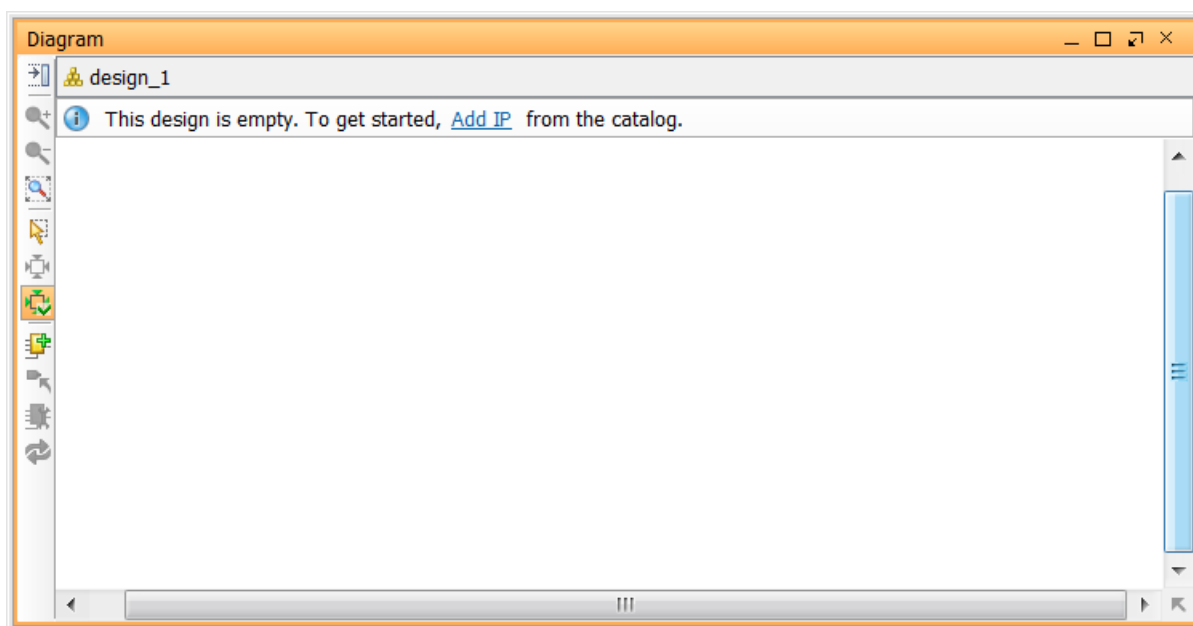 Diagram
design_1
This design is empty. To get started, Add IP from the catalog.